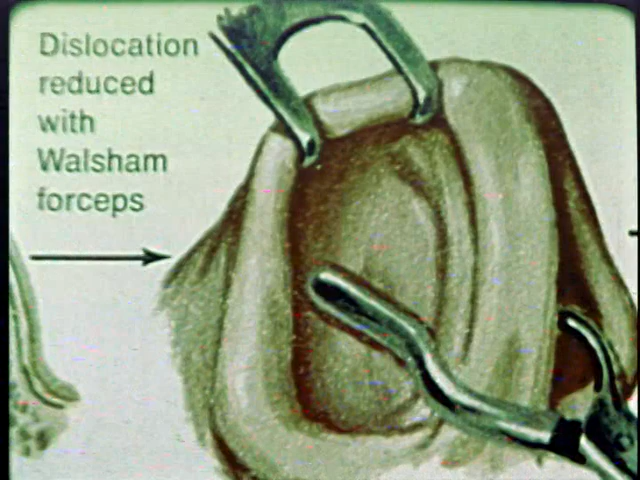 Dislocation
reduced
with
Walsham
forceps